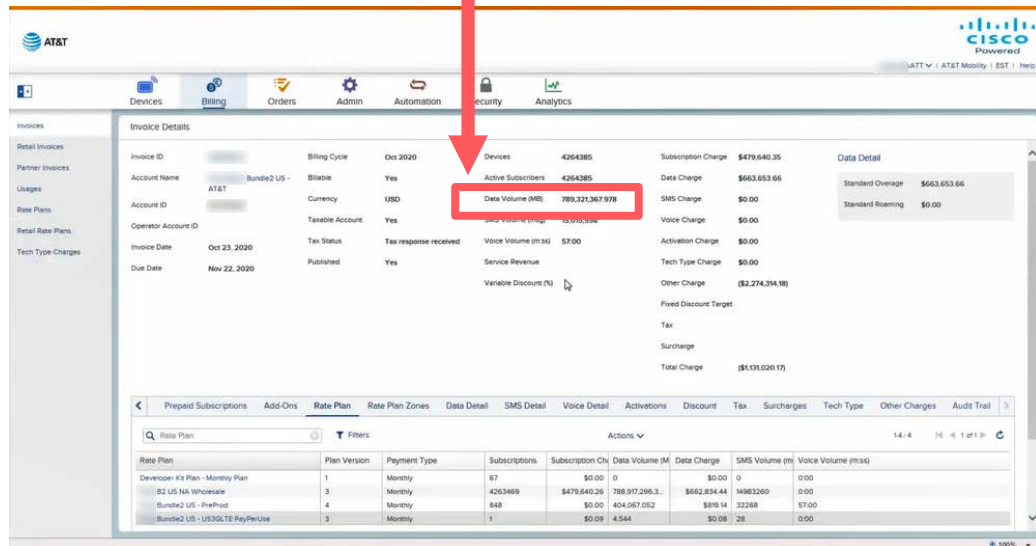 AT&T
CISCO
Powered
ATT | AT&T Mobility | EST | Help
Devices Billing Orders Admin Automation ecurity Analytics
Invoices
Retail Invoices
Partner Invoices
Usages
Rate Plans
Retail Rate Plans
Tech Type Charges
Invoice Details
Invoice ID
Account Name Bundle2 US -
AT&T
Account ID
Operator Account ID
Invoice Date Oct 23, 2020
Due Date Nov 22, 2020
Billing Cycle Oct 2020
Billable Yes
Currency USD
Taxable Account Yes
Tax Status Tax response received
Published Yes
Devices 4264385
Active Subscribers 4264385
Data Volume (MB) 789,321,367.978
SMS Volume (msg) 15,015,556
Voice Volume (m:ss) 57:00
Service Revenue
Variable Discount (%)
Subscription Charge $479,640.35
Data Charge $663,653.66
SMS Charge $0.00
Voice Charge $0.00
Activation Charge $0.00
Tech Type Charge $0.00
Other Charge ($2,274,314.18)
Fixed Discount Target
Tax
Surcharge
Total Charge ($1,131,020.17)
Data Detail
Standard Overage $663,653.66
Standard Roaming $0.00
Prepaid Subscriptions Add-Ons Rate Plan Rate Plan Zones Data Detail SMS Detail Voice Detail Activations Discount Tax Surcharges Tech Type Other Charges Audit Trail
Rate Plan Filters Actions 1-4 / 4 1 of 1
Rate Plan Plan Version Payment Type Subscriptions Subscription Ch Data Volume (M Data Charge SMS Volume (m Voice Volume (m:ss)
Developer Kit Plan - Monthly Plan 1 Monthly 67 $0.00 0 $0.00 0 0:00
B2 US NA Wholesale 3 Monthly 4263469 $479,640.26 788,917,296.3... $662,834.44 14983260 0:00
Bundle2 US - PreProd 4 Monthly 848 $0.00 404,067.052 $819.14 32268 57:00
Bundle2 US - US3GLTE PayPerUse 3 Monthly 1 $0.09 4.544 $0.08 28 0:00
100%